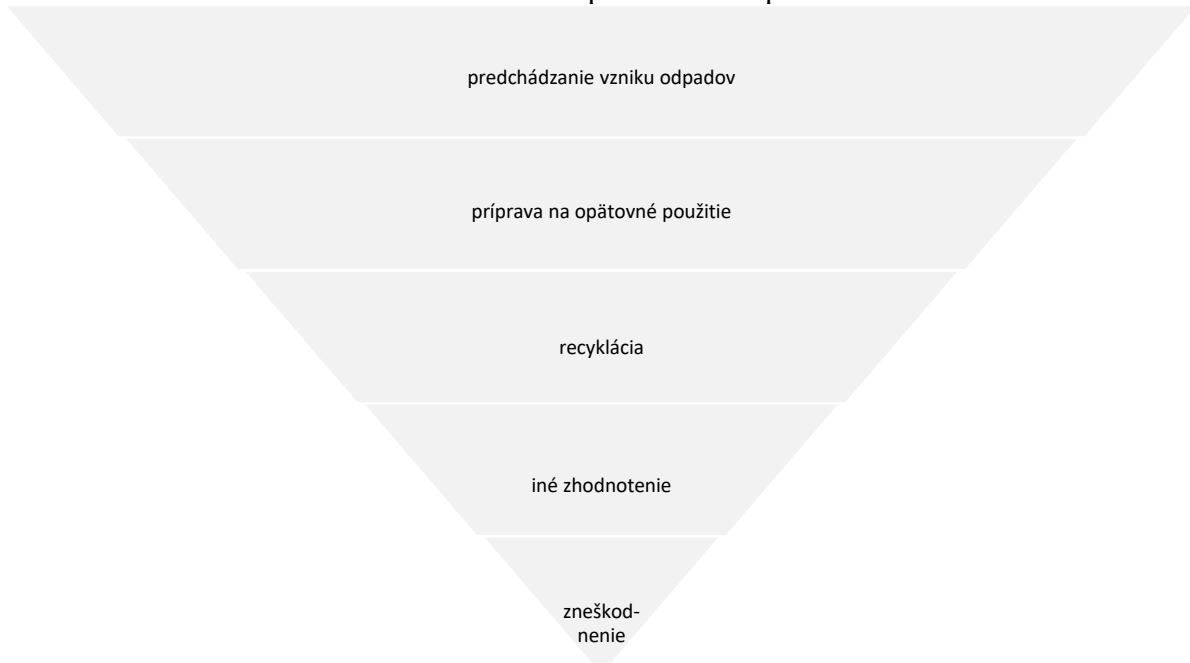 predchádzanie vzniku odpadov
príprava na opätovné použitie
recyklácia
iné zhodnotenie
zneškod-
nenie